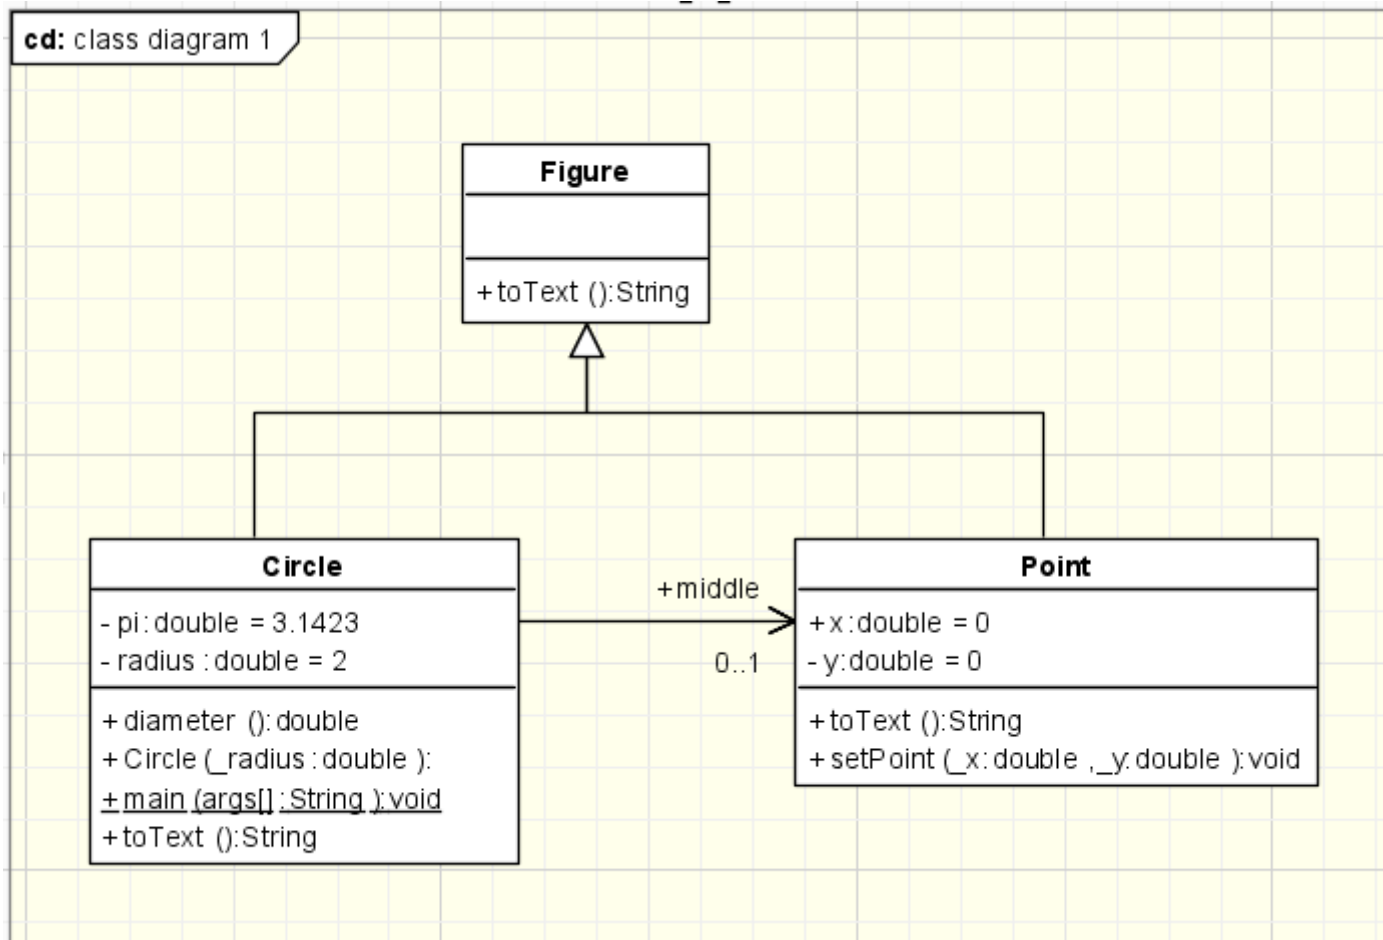 cd: class diagram 1
Figure
+toText ():String
Circle
- pi:double = 3.1423
- radius :double = 2
+diameter ():double
+Circle (_radius:double ):
+main (args[] :String ):void
+toText ():String
+middle
0..1
Point
+x:double = 0
- y:double = 0
+toText ():String
+setPoint (_x:double ,_y:double ):void